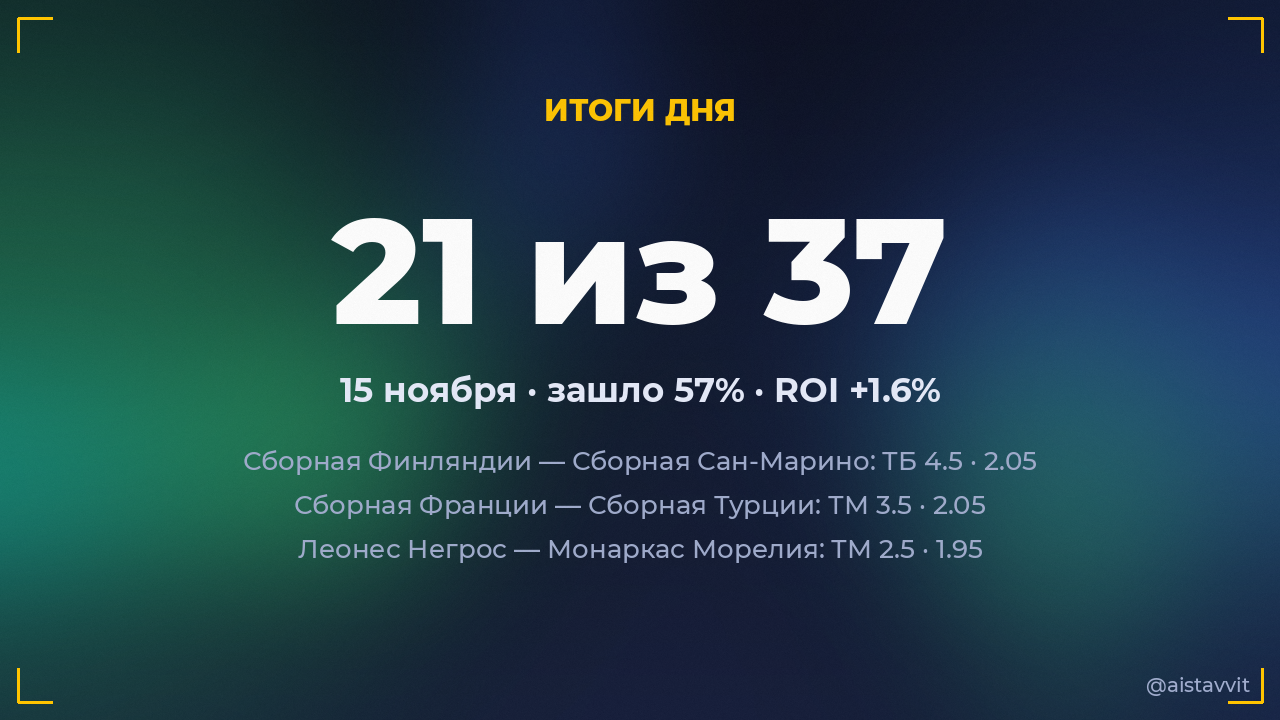 ИТОГИ ДНЯ
21 из 37
15 ноября · зашло 57% · ROI +1.6%
Сборная Финляндии — Сборная Сан-Марино: ТБ 4.5 · 2.05
Сборная Франции — Сборная Турции: ТМ 3.5 · 2.05
Леонес Негрос — Монаркас Морелия: ТМ 2.5 · 1.95
@aistavvit